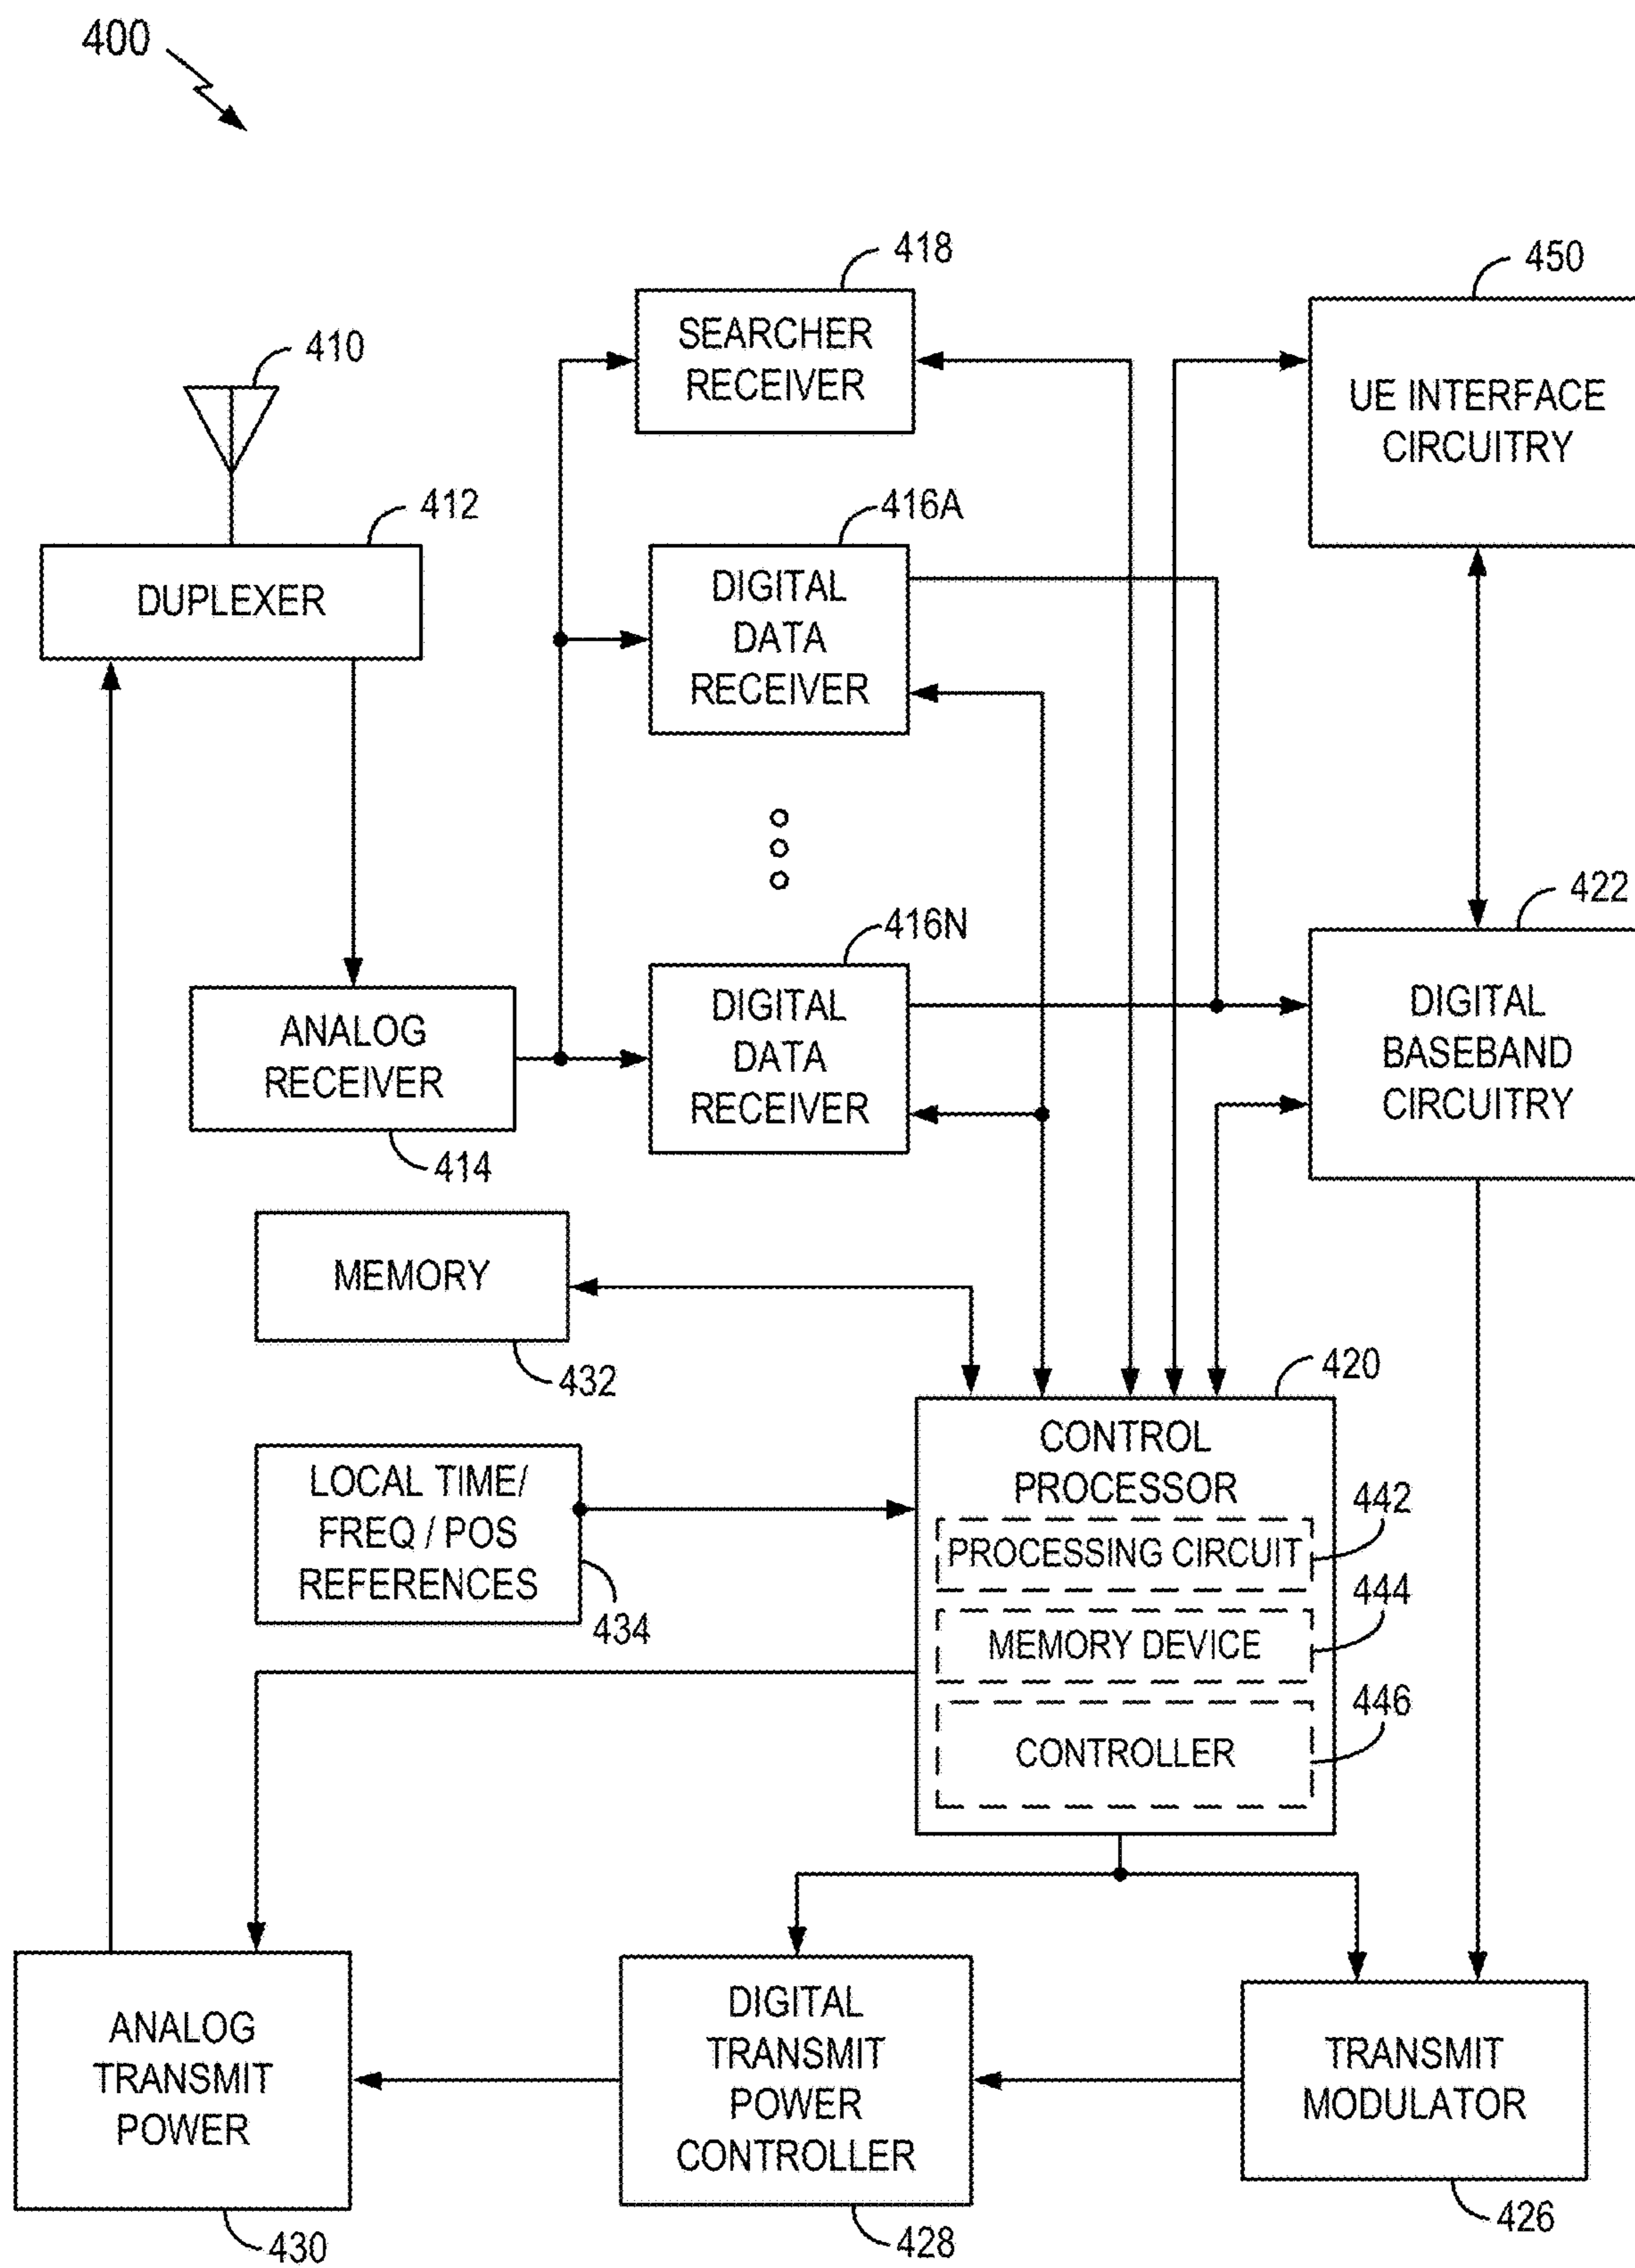 400
418
SEARCHER
RECEIVER
450
UE INTERFACE
CIRCUITRY
410
412
DUPLEXER
416A
DIGITAL
DATA
RECEIVER
416N
DIGITAL
DATA
RECEIVER
422
DIGITAL
BASEBAND
CIRCUITRY
ANALOG
RECEIVER
414
MEMORY
432
420
CONTROL
PROCESSOR
LOCAL TIME/
FREQ / POS
REFERENCES
434
442
PROCESSING CIRCUIT
444
MEMORY DEVICE
446
CONTROLLER
ANALOG
TRANSMIT
POWER
430
DIGITAL
TRANSMIT
POWER
CONTROLLER
428
TRANSMIT
MODULATOR
426